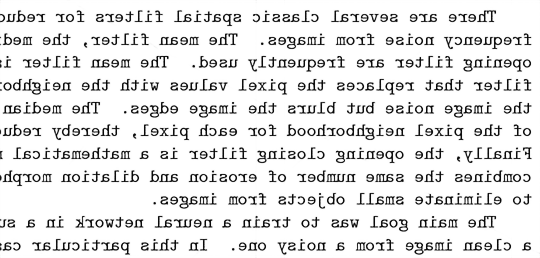 There are several classic spatial filters for reduc
frequency noise from images. The mean filter, the medi
opening filter are frequently used. The mean filter is
filter that replaces the pixel values with the neighbor
the image noise but blurs the image edges. The median
of the pixel neighborhood for each pixel, thereby reduc
Finally, the opening closing filter is a mathematical m
combines the same number of erosion and dilation morpho
to eliminate small objects from images.
The main goal was to train a neural network in a su
a clean image from a noisy one. In this particular cas